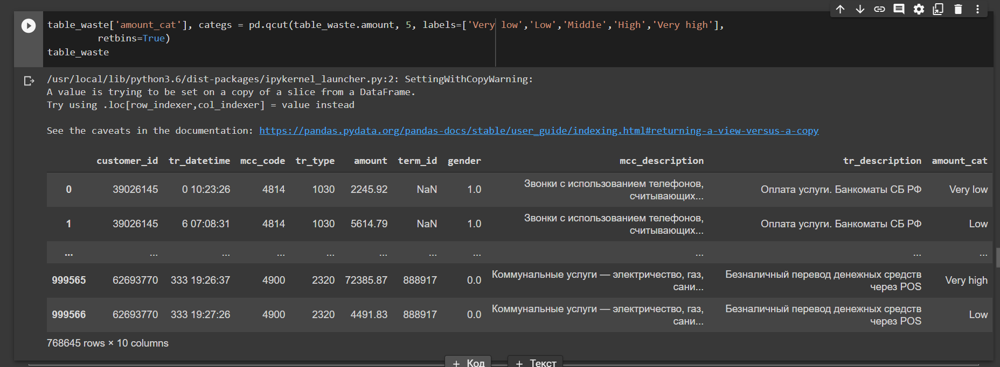 table_waste['amount_cat'], categs = pd.qcut(table_waste.amount, 5, labels=['Very low','Low','Middle','High','Very high'],
retbins=True)
table_waste
/usr/local/lib/python3.6/dist-packages/ipykernel_launcher.py:2: SettingWithCopyWarning:
A value is trying to be set on a copy of a slice from a DataFrame.
Try using .loc[row_indexer,col_indexer] = value instead
See the caveats in the documentation: https://pandas.pydata.org/pandas-docs/stable/user_guide/indexing.html#returning-a-view-versus-a-copy
customer_id tr_datetime mcc_code tr_type amount term_id gender mcc_description tr_description amount_cat
0 39026145 0 10:23:26 4814 1030 2245.92 NaN 1.0 Звонки с использованием телефонов, считывающих... Оплата услуги. Банкоматы СБ РФ Very low
1 39026145 6 07:08:31 4814 1030 5614.79 NaN 1.0 Звонки с использованием телефонов, считывающих... Оплата услуги. Банкоматы СБ РФ Low
... ... ... ... ... ... ... ... ... ... ...
999565 62693770 333 19:26:37 4900 2320 72385.87 888917 0.0 Коммунальные услуги — электричество, газ, сани... Безналичный перевод денежных средств через POS Very high
999566 62693770 333 19:27:26 4900 2320 4491.83 888917 0.0 Коммунальные услуги — электричество, газ, сани... Безналичный перевод денежных средств через POS Low
768645 rows × 10 columns
+ Код + Текст